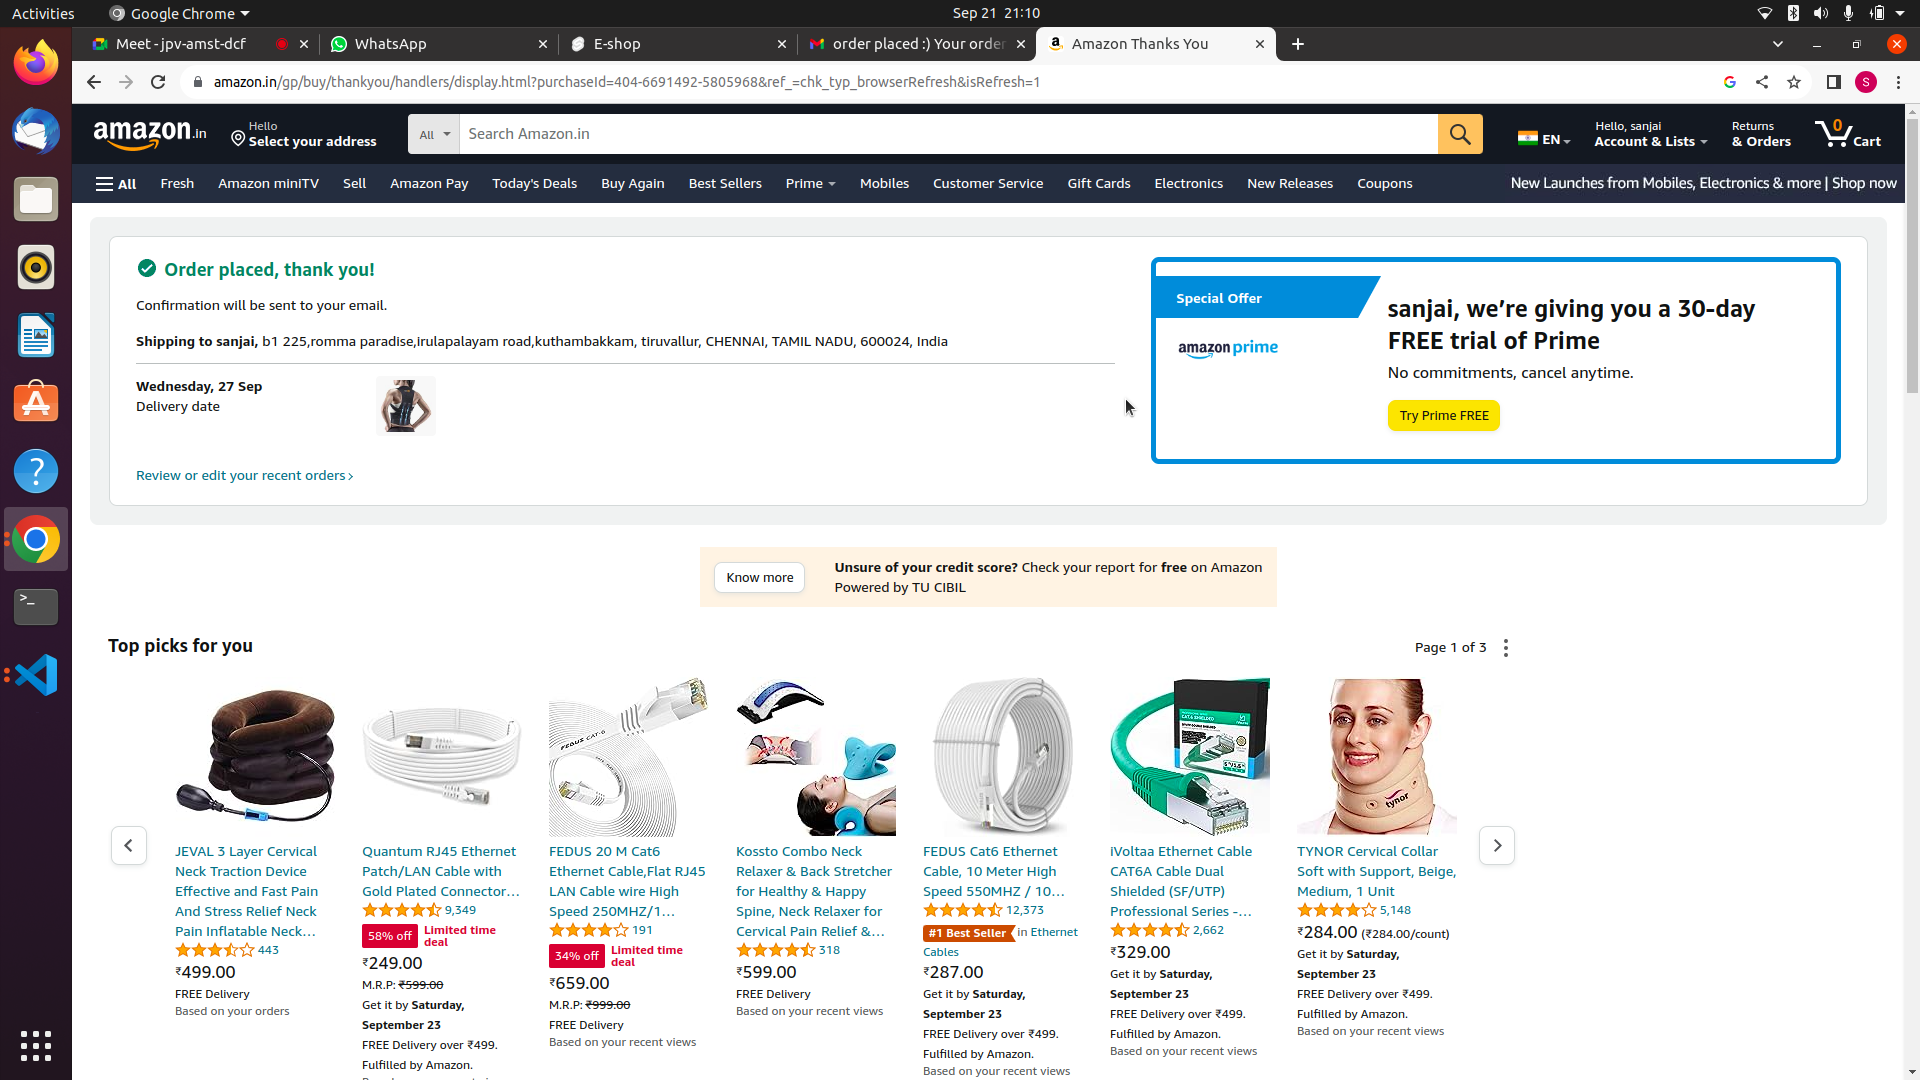 Activities
Google Chrome
Sep 21 21:10
Meet - jpv-amst-dcf
WhatsApp
E-shop
order placed :) Your order
Amazon Thanks You
amazon.in/gp/buy/thankyou/handlers/display.html?purchaseId=404-6691492-5805968&ref_=chk_typ_browserRefresh&isRefresh=1
S
amazon.in
Hello
Select your address
All
Search Amazon.in
EN
Hello, sanjai
Account & Lists
Returns
& Orders
0
Cart
All
Fresh
Amazon miniTV
Sell
Amazon Pay
Today's Deals
Buy Again
Best Sellers
Prime
Mobiles
Customer Service
Gift Cards
Electronics
New Releases
Coupons
New Launches from Mobiles, Electronics & more | Shop now
Order placed, thank you!
Confirmation will be sent to your email.
Shipping to sanjai, b1 225,romma paradise,irulapalayam road,kuthambakkam, tiruvallur, CHENNAI, TAMIL NADU, 600024, India
Wednesday, 27 Sep
Delivery date
Review or edit your recent orders ›
Special Offer
amazon prime
sanjai, we’re giving you a 30-day
FREE trial of Prime
No commitments, cancel anytime.
Try Prime FREE
Know more
Unsure of your credit score? Check your report for free on Amazon
Powered by TU CIBIL
Top picks for you
Page 1 of 3
JEVAL 3 Layer Cervical
Neck Traction Device
Effective and Fast Pain
And Stress Relief Neck
Pain Inflatable Neck…
443
₹499.00
FREE Delivery
Based on your orders
Quantum RJ45 Ethernet
Patch/LAN Cable with
Gold Plated Connector…
9,349
58% off
Limited time
deal
₹249.00
M.R.P: ₹599.00
Get it by Saturday,
September 23
FREE Delivery over ₹499.
Fulfilled by Amazon.
FEDUS CAT-6
FEDUS 20 M Cat6
Ethernet Cable,Flat RJ45
LAN Cable wire High
Speed 250MHZ/1…
191
34% off
Limited time
deal
₹659.00
M.R.P: ₹999.00
FREE Delivery
Based on your recent views
Kossto Combo Neck
Relaxer & Back Stretcher
for Healthy & Happy
Spine, Neck Relaxer for
Cervical Pain Relief &…
318
₹599.00
FREE Delivery
Based on your recent views
FEDUS Cat6 Ethernet
Cable, 10 Meter High
Speed 550MHZ / 10…
12,373
#1 Best Seller in Ethernet
Cables
₹287.00
Get it by Saturday,
September 23
FREE Delivery over ₹499.
Fulfilled by Amazon.
Based on your recent views
iVoltaa Ethernet Cable
CAT6A Cable Dual
Shielded (SF/UTP)
Professional Series -…
2,662
₹329.00
Get it by Saturday,
September 23
FREE Delivery over ₹499.
Fulfilled by Amazon.
Based on your recent views
tynor
TYNOR Cervical Collar
Soft with Support, Beige,
Medium, 1 Unit
5,148
₹284.00 (₹284.00/count)
Get it by Saturday,
September 23
FREE Delivery over ₹499.
Fulfilled by Amazon.
Based on your recent views